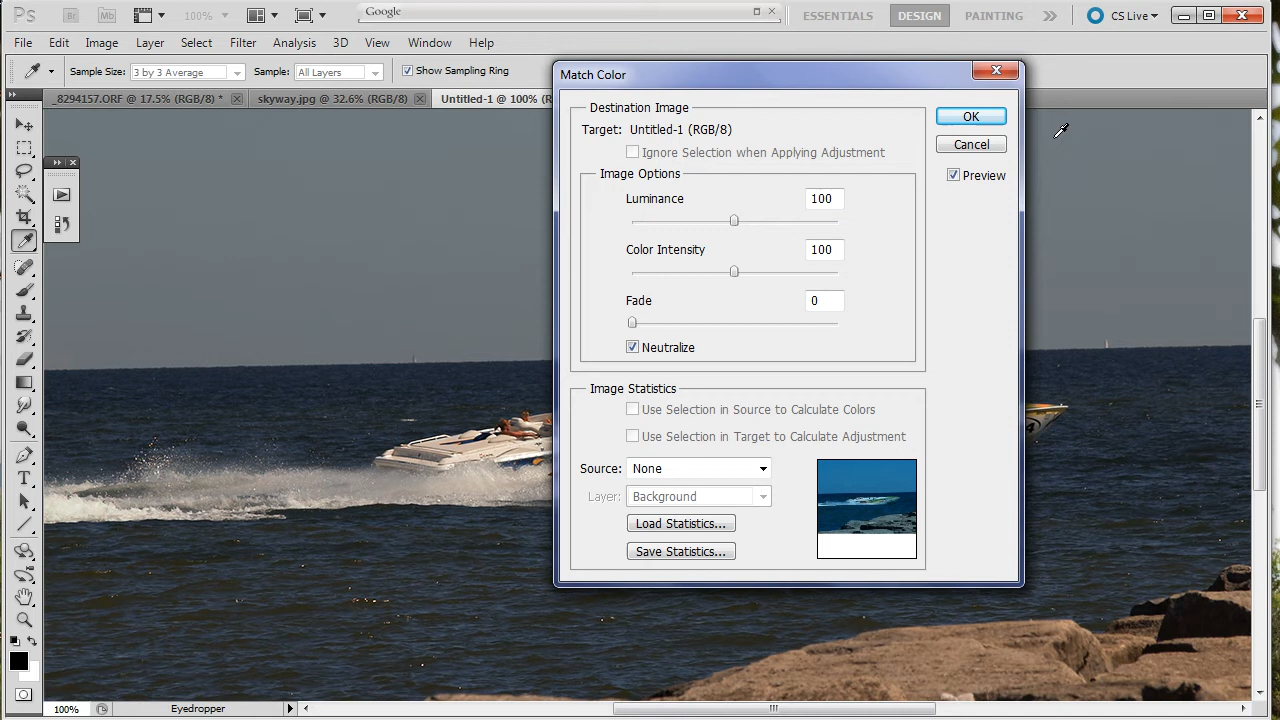 Ps Br Mb 100% Google ESSENTIALS DESIGN PAINTING CS Live
File Edit Image Layer Select Filter Analysis 3D View Window Help
Sample Size: 3 by 3 Average Sample: All Layers Show Sampling Ring
_8294157.ORF @ 17.5% (RGB/8) * skyway.jpg @ 32.6% (RGB/8) Untitled-1 @ 100% (R
Match Color
Destination Image
Target: Untitled-1 (RGB/8)
Ignore Selection when Applying Adjustment
Image Options
Luminance 100
Color Intensity 100
Fade 0
Neutralize
OK
Cancel
Preview
Image Statistics
Use Selection in Source to Calculate Colors
Use Selection in Target to Calculate Adjustment
Source: None
Layer: Background
Load Statistics...
Save Statistics...
T
100% Eyedropper